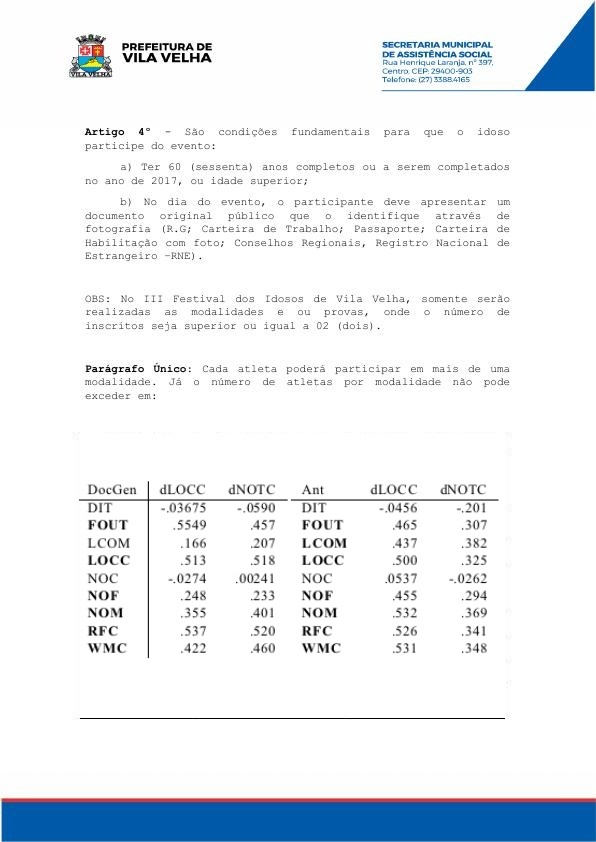 PREFEITURA DE
VILA VELHA
VILA VELHA
SECRETARIA MUNICIPAL
DE ASSISTÊNCIA SOCIAL
Rua Henrique Laranja, nº 397,
Centro, CEP: 29400-903
Telefone: (27) 3388.4165
Artigo 4º - São condições fundamentais para que o idoso
participe do evento:
a) Ter 60 (sessenta) anos completos ou a serem completados
no ano de 2017, ou idade superior;
b) No dia do evento, o participante deve apresentar um
documento original público que o identifique através de
fotografia (R.G; Carteira de Trabalho; Passaporte; Carteira de
Habilitação com foto; Conselhos Regionais, Registro Nacional de
Estrangeiro –RNE).
OBS: No III Festival dos Idosos de Vila Velha, somente serão
realizadas as modalidades e ou provas, onde o número de
inscritos seja superior ou igual a 02 (dois).
Parágrafo Único: Cada atleta poderá participar em mais de uma
modalidade. Já o número de atletas por modalidade não pode
exceder em:
DocGen dLOCC dNOTC Ant dLOCC dNOTC
DIT -.03675 -.0590 DIT -.0456 -.201
FOUT .5549 .457 FOUT .465 .307
LCOM .166 .207 LCOM .437 .382
LOCC .513 .518 LOCC .500 .325
NOC -.0274 .00241 NOC .0537 -.0262
NOF .248 .233 NOF .455 .294
NOM .355 .401 NOM .532 .369
RFC .537 .520 RFC .526 .341
WMC .422 .460 WMC .531 .348